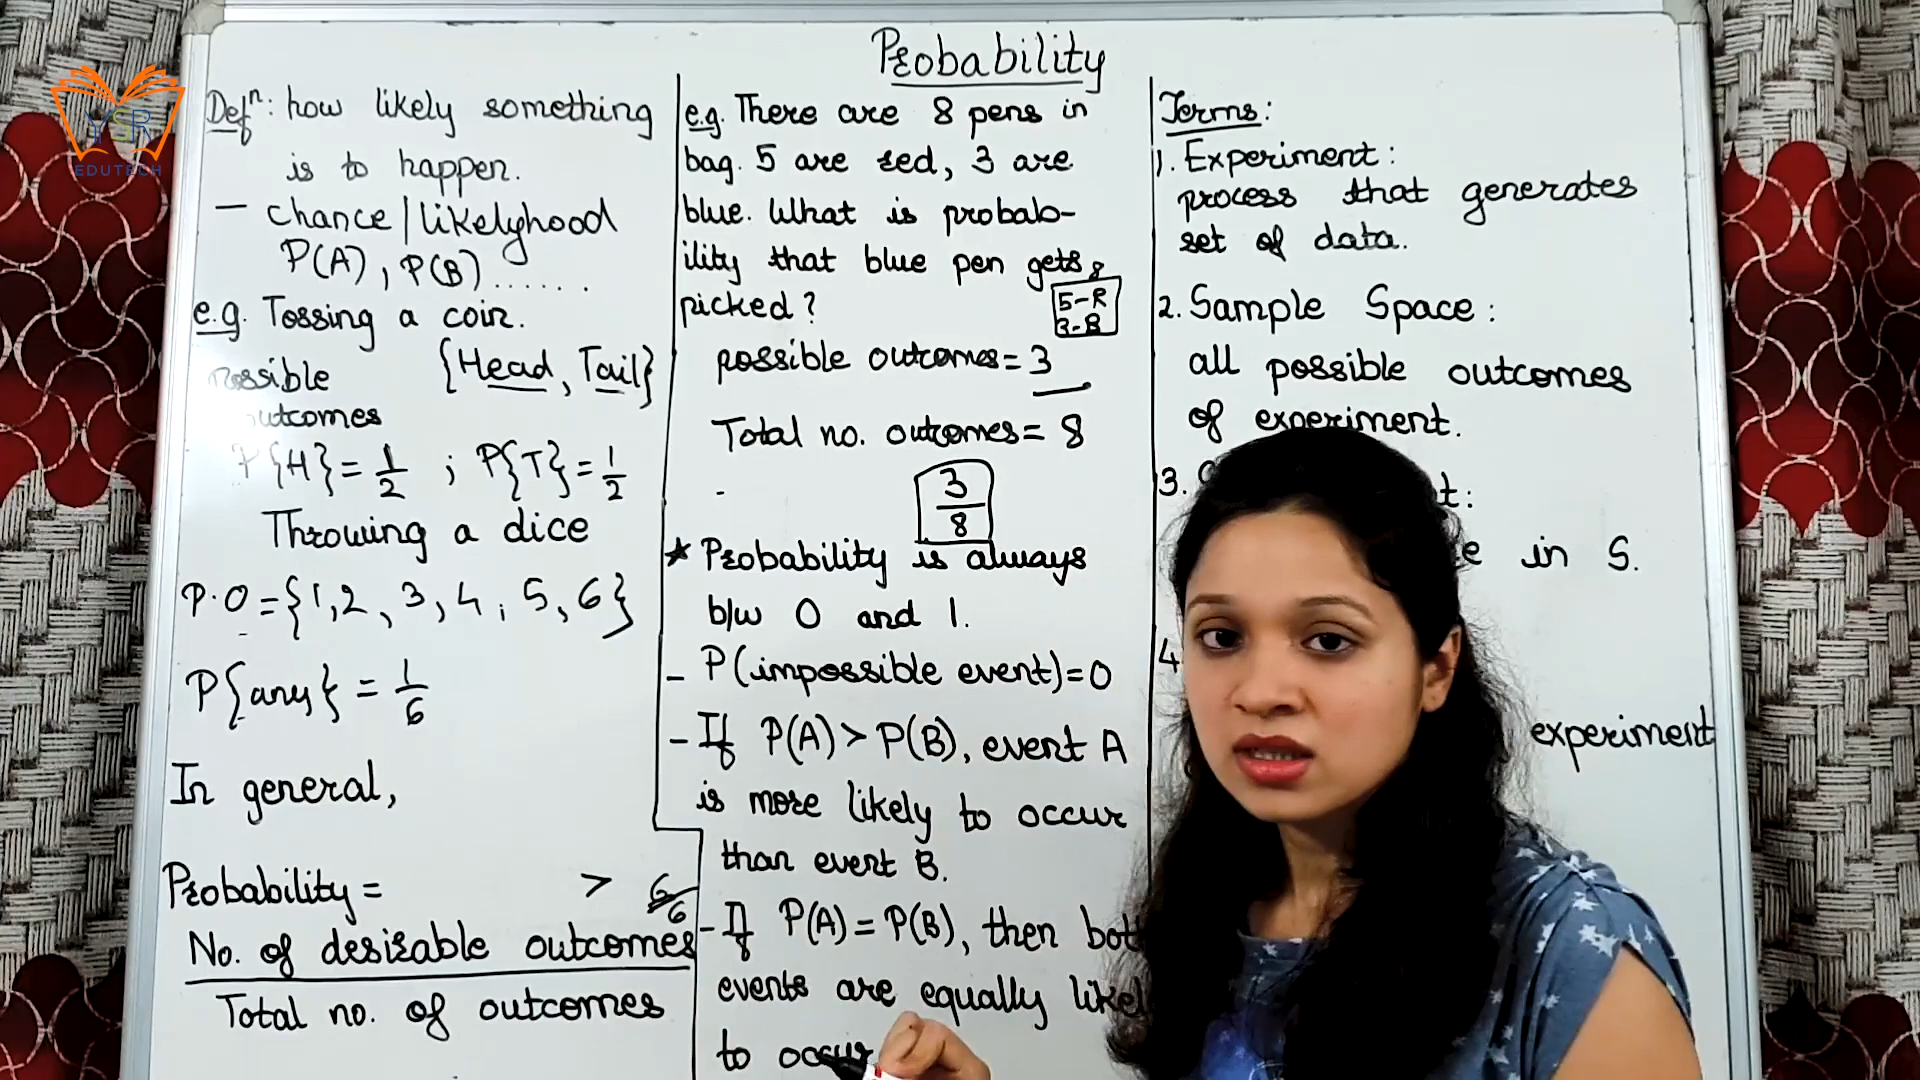 Probability
YSR
EDUTECH
Defⁿ: how likely something
is to happen.
— chance/likelyhood
P(A), P(B)......
e.g. Tossing a coin.
Possible {Head, Tail}
outcomes
P{H} = 1/2 ; P{T} = 1/2
Throwing a dice
P.O = {1, 2, 3, 4, 5, 6}
P{any} = 1/6
In general,
Probability = > 6/6
No. of desirable outcomes
Total no. of outcomes
e.g. There are 8 pens in
bag. 5 are red, 3 are
blue. What is probab-
ility that blue pen gets
picked?
8
5-R
3-B
possible outcomes = 3
Total no. outcomes = 8
3/8
* Probability is always
b/w 0 and 1.
- P(impossible event)=0
- If P(A) > P(B), event A
is more likely to occur
than event B.
- If P(A) = P(B), then
events are equally
to occur
Terms:
1. Experiment:
process that generates
set of data.
2. Sample Space:
all possible outcomes
of experiment.
3.
in S.
4
experiment